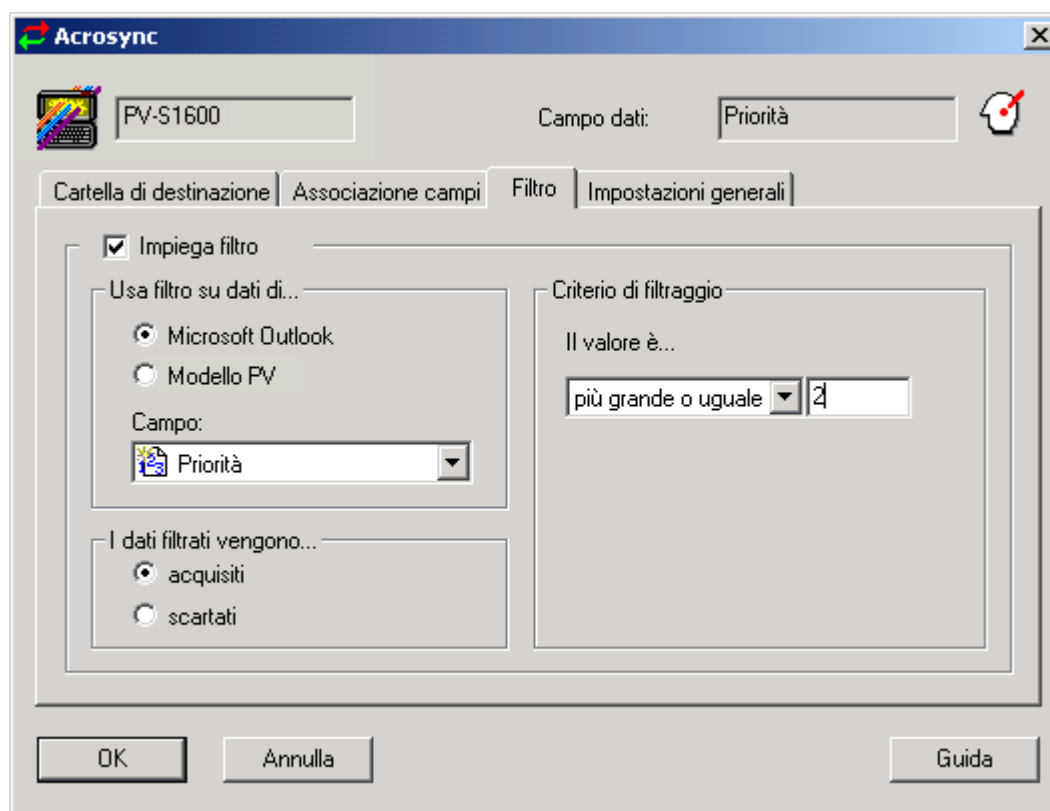 Acrosync
PV-S1600
Campo dati: Priorità
Cartella di destinazione Associazione campi Filtro Impostazioni generali
Impiega filtro
Usa filtro su dati di...
Microsoft Outlook
Modello PV
Campo:
Priorità
I dati filtrati vengono...
acquisiti
scartati
Criterio di filtraggio
Il valore è...
più grande o uguale 2
OK Annulla Guida